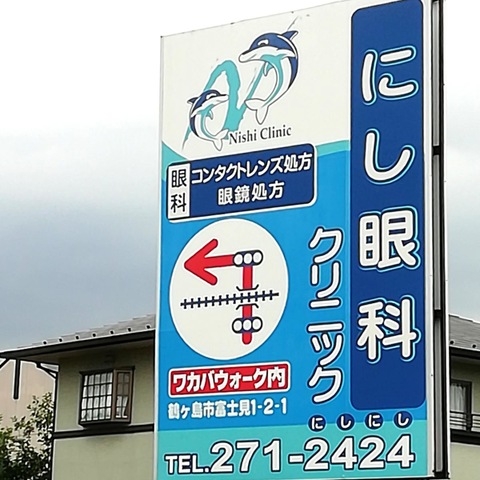 Nishi Clinic
にし眼科
クリニック
眼科
コンタクトレンズ処方
眼鏡処方
ワカバウォーク内
鶴ヶ島市富士見1-2-1
にしにし
TEL.271-2424